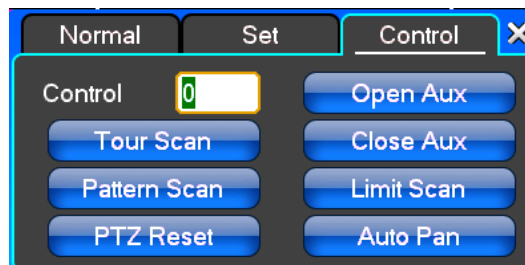 Normal Set Control X
Control 0 Open Aux
Tour Scan Close Aux
Pattern Scan Limit Scan
PTZ Reset Auto Pan